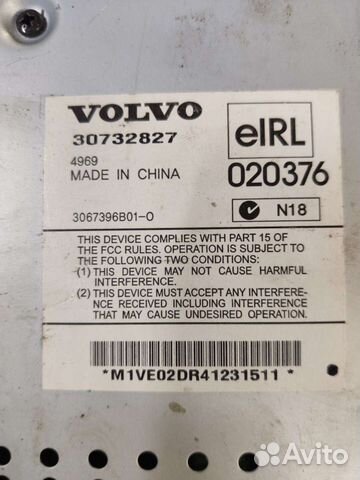 VOLVO
30732827
4969
MADE IN CHINA
3067396B01-O
eIRL
020376
N18
THIS DEVICE COMPLIES WITH PART 15 OF
THE FCC RULES. OPERATION IS SUBJECT TO
THE FOLLOWING TWO CONDITIONS:
(1) THIS DEVICE MAY NOT CAUSE HARMFUL
INTERFERENCE.
(2) THIS DEVICE MUST ACCEPT ANY INTERFE-
RENCE RECEIVED INCLUDING INTERFERENCE
THAT MAY CAUSE UNDESIRED OPERATION.
*M1VE02DR41231511*
Avito